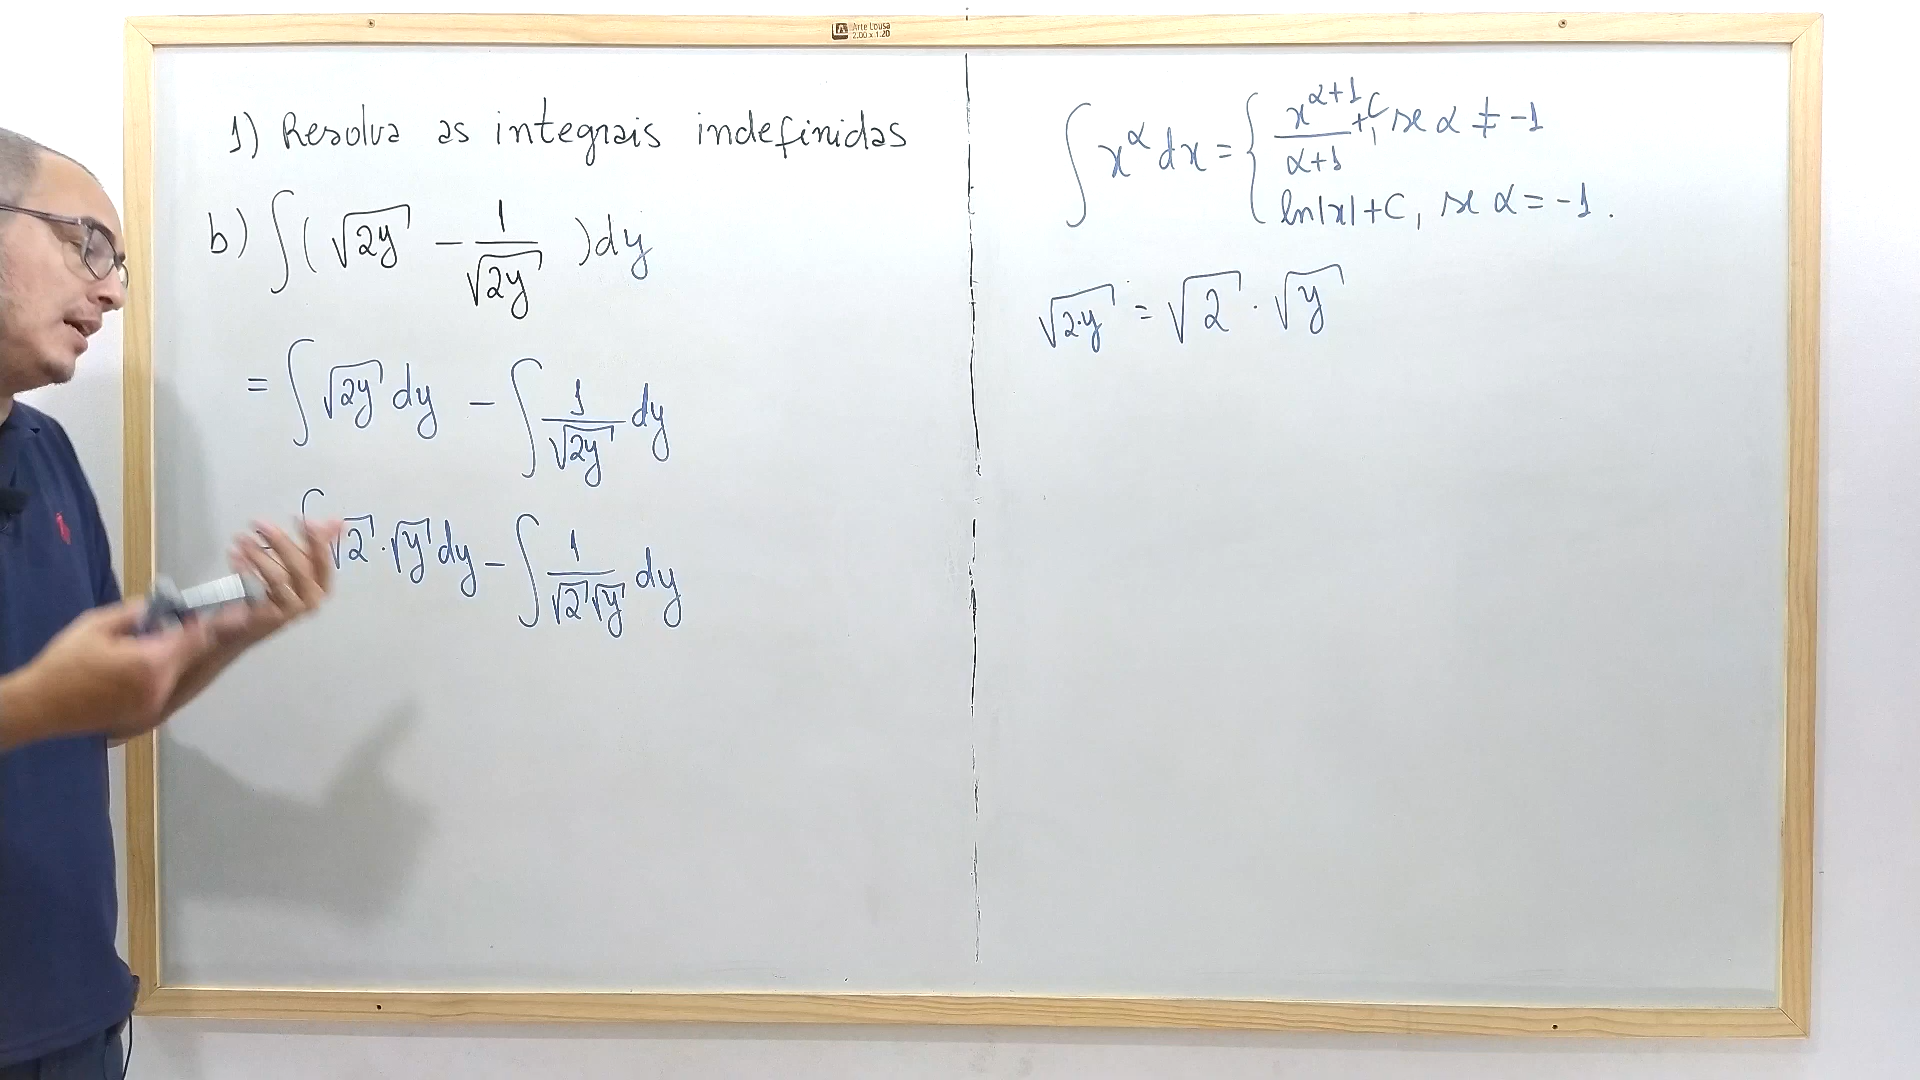 Arte Lousa
2.00 x 1.20
1) Resolva as integrais indefinidas
b) ∫(√2y − 1/√2y )dy
= ∫√2y dy − ∫ 1/√2y dy
∫√2 · √y dy − ∫ 1/√2√y dy
∫x^α dx = { x^(α+1)/(α+1) + C, se α ≠ −1
ln|x| + C, se α = −1.
√2·y = √2 · √y